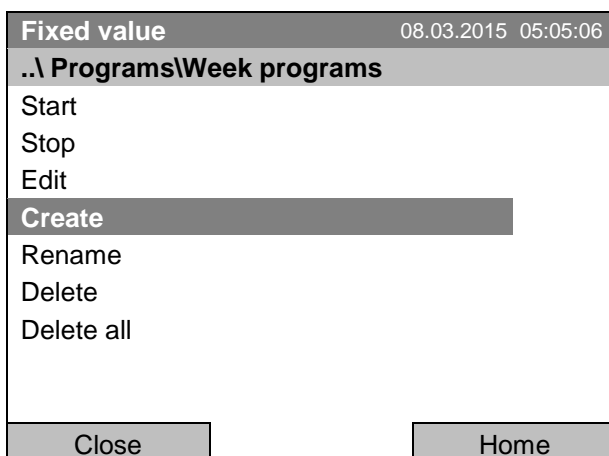 Fixed value 08.03.2015 05:05:06
..\ Programs\Week programs
Start
Stop
Edit
Create
Rename
Delete
Delete all
Close Home